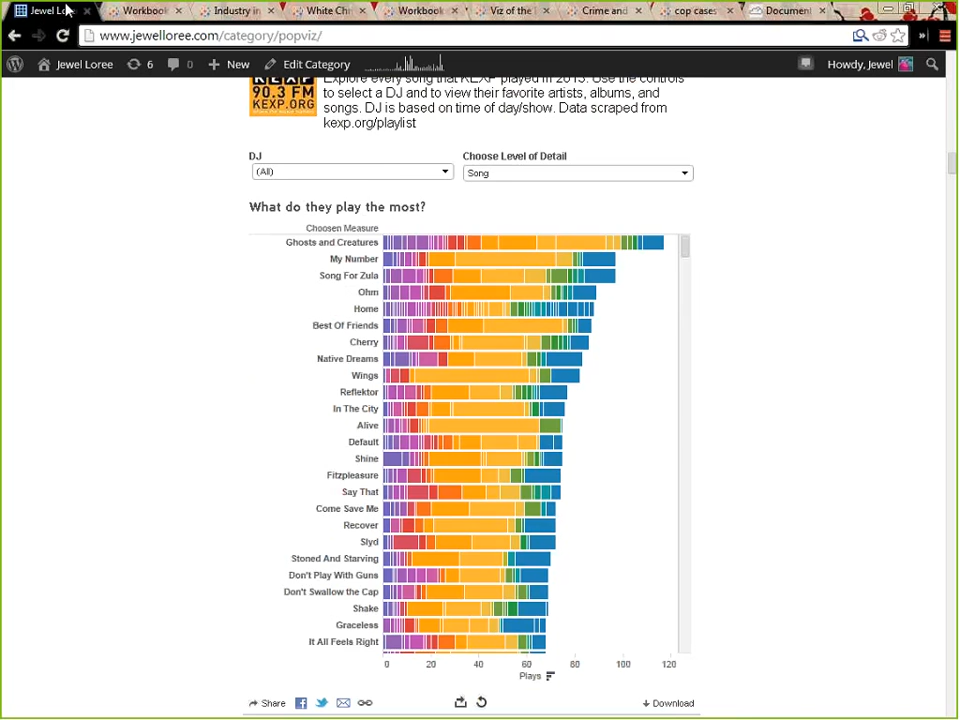 Jewel Lo
Workbook
Industry in
White Ch
Workbook
Viz of the
Crime and
cop cases
Document
www.jewelloree.com/category/popviz/
Jewel Loree
6
0
New
Edit Category
Howdy, Jewel
KEXP
90.3 FM
KEXP.ORG
Explore every song that KEXP played in 2013. Use the controls
to select a DJ and to view their favorite artists, albums, and
songs. DJ is based on time of day/show. Data scraped from
kexp.org/playlist
DJ
Choose Level of Detail
(All)
Song
What do they play the most?
Choosen Measure
Ghosts and Creatures
My Number
Song For Zula
Ohm
Home
Best Of Friends
Cherry
Native Dreams
Wings
Reflektor
In The City
Alive
Default
Shine
Fitzpleasure
Say That
Come Save Me
Recover
Slyd
Stoned And Starving
Don't Play With Guns
Don't Swallow the Cap
Shake
Graceless
It All Feels Right
0 20 40 60 80 100 120
Plays
Share
Download